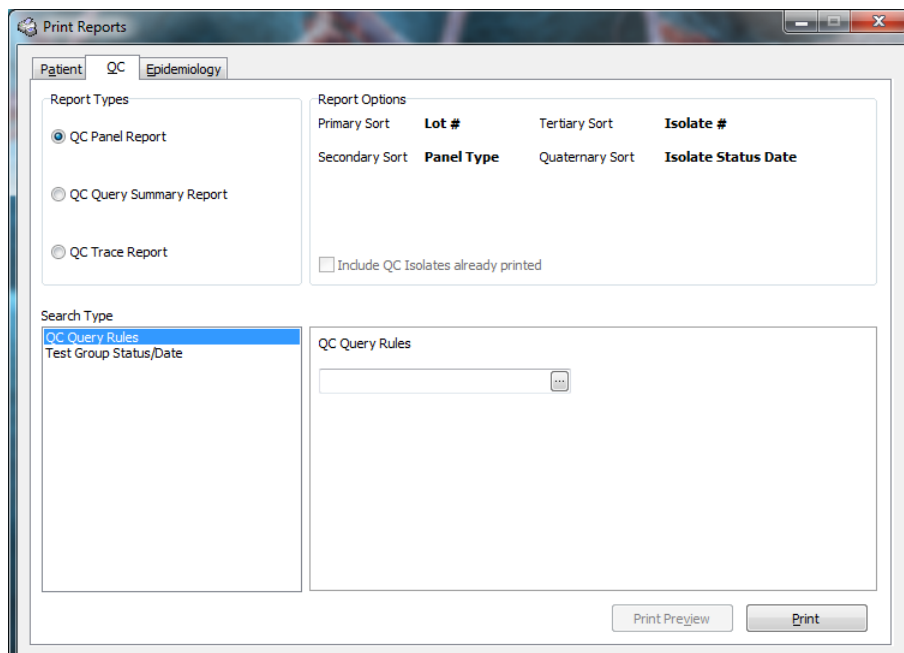 Print Reports
Patient QC Epidemiology
Report Types
QC Panel Report
QC Query Summary Report
QC Trace Report
Report Options
Primary Sort Lot # Tertiary Sort Isolate #
Secondary Sort Panel Type Quaternary Sort Isolate Status Date
Include QC Isolates already printed
Search Type
QC Query Rules
Test Group Status/Date
QC Query Rules
...
Print Preview Print